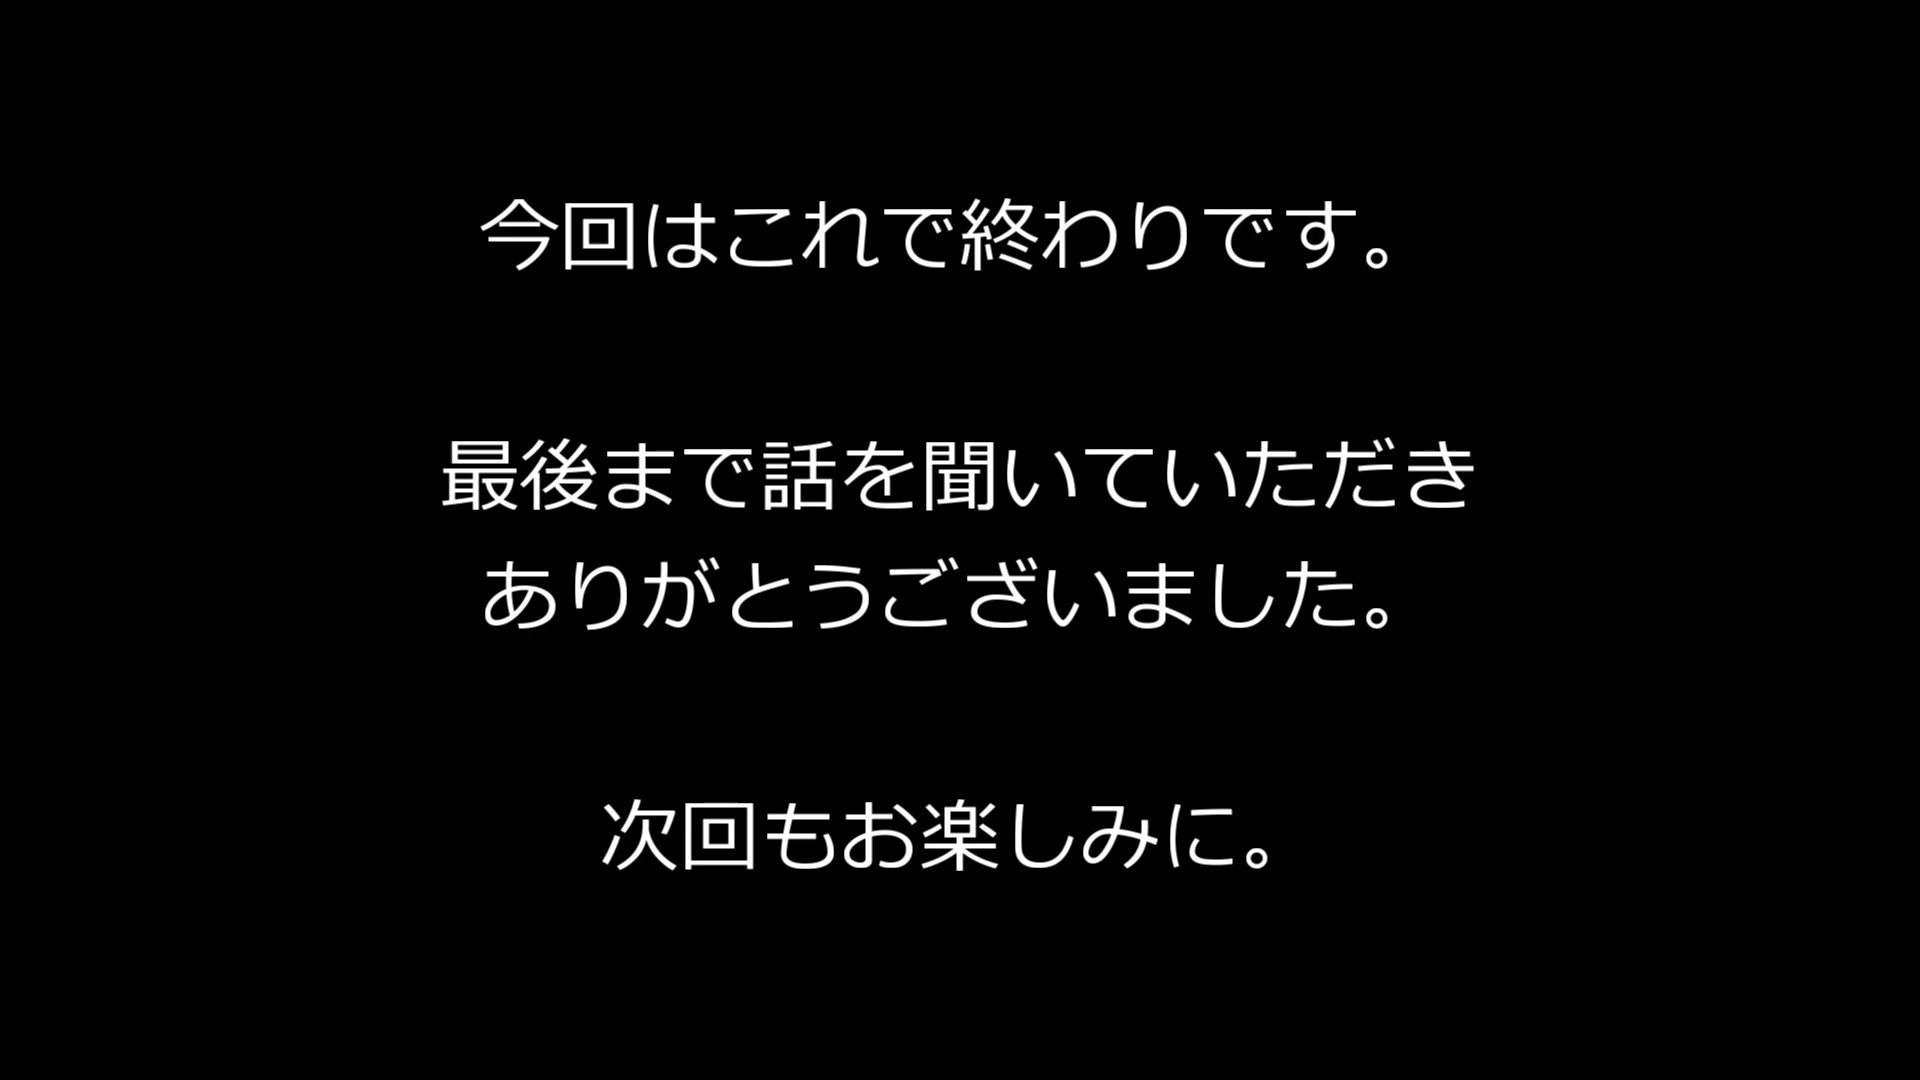 今回はこれで終わりです。
最後まで話を聞いていただき
ありがとうございました。
次回もお楽しみに。